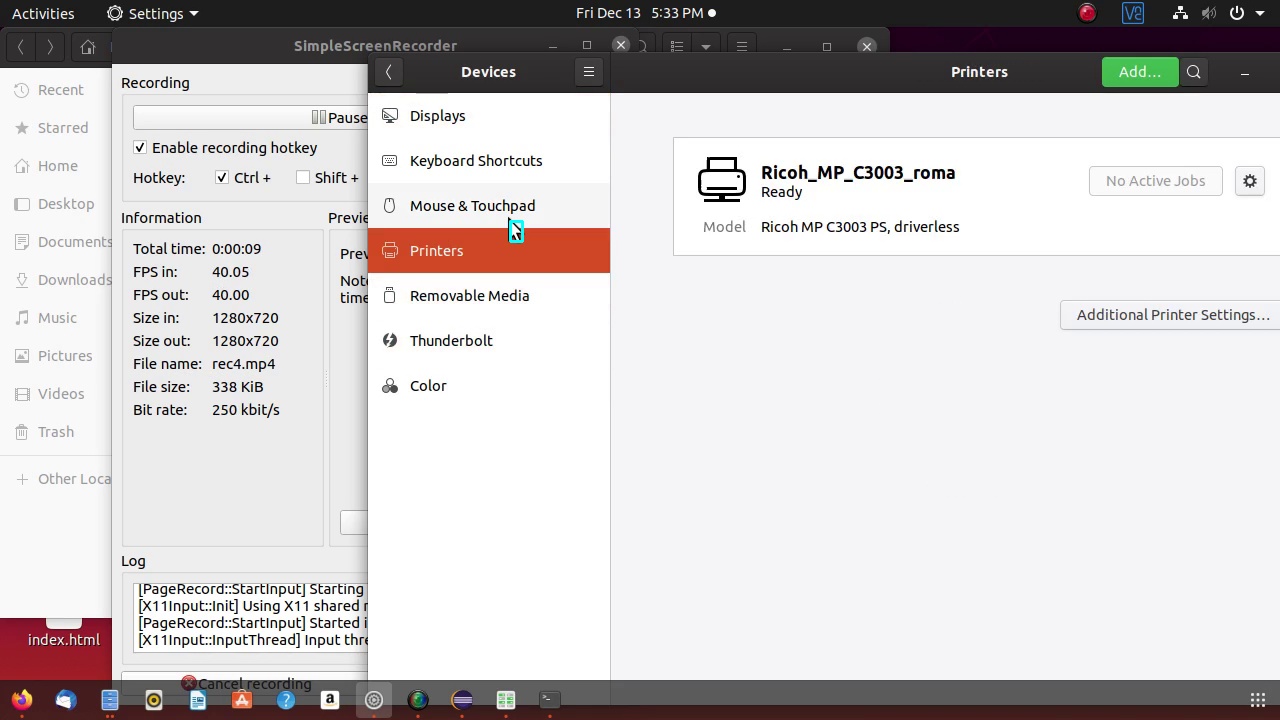 Activities
Settings
Fri Dec 13 5:33 PM
SimpleScreenRecorder
Recent
Starred
Home
Desktop
Documents
Downloads
Music
Pictures
Videos
Trash
Other Loca
index.html
Recording
Pause
Enable recording hotkey
Hotkey: Ctrl + Shift +
Information
Total time: 0:00:09
FPS in: 40.05
FPS out: 40.00
Size in: 1280x720
Size out: 1280x720
File name: rec4.mp4
File size: 338 KiB
Bit rate: 250 kbit/s
Previe
Prev
Note
time
Log
[PageRecord::StartInput] Starting
[X11Input::Init] Using X11 shared
[PageRecord::StartInput] Started i
[X11Input::InputThread] Input thre
Cancel recording
Devices
Displays
Keyboard Shortcuts
Mouse & Touchpad
Printers
Removable Media
Thunderbolt
Color
Printers
Add...
Ricoh_MP_C3003_roma
Ready
No Active Jobs
Model Ricoh MP C3003 PS, driverless
Additional Printer Settings...